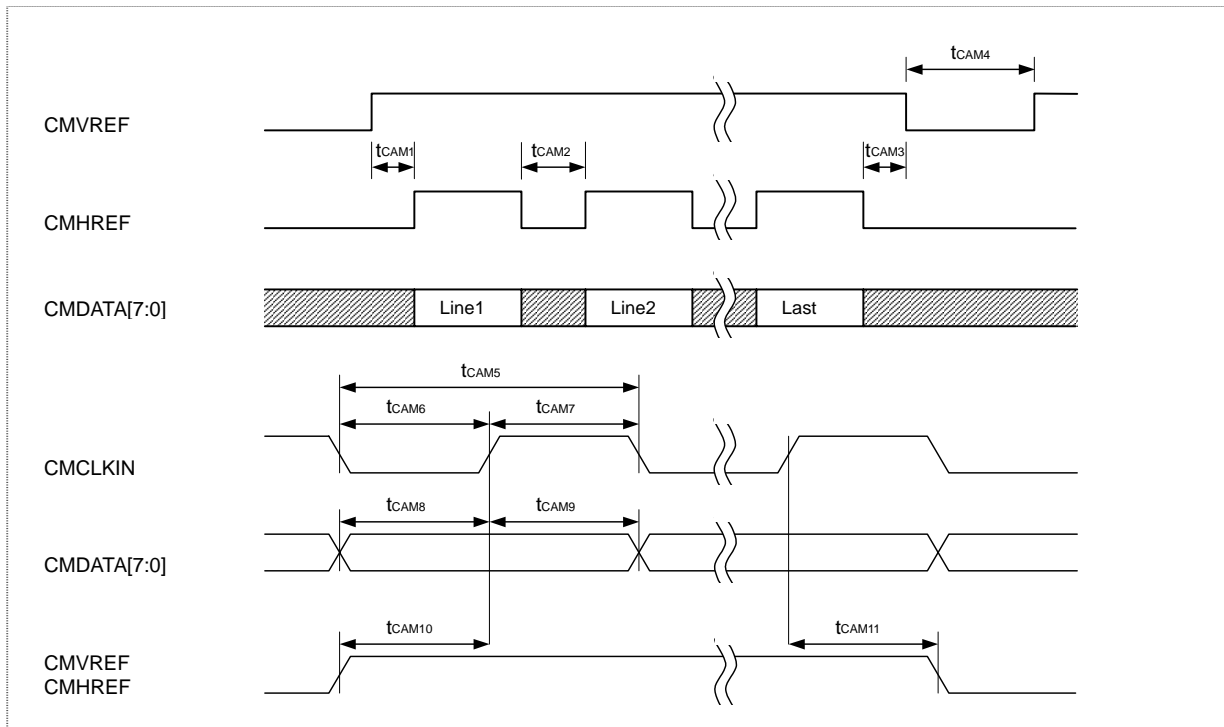 tCAM4
CMVREF
tCAM1
tCAM2
tCAM3
CMHREF
CMDATA[7:0]
Line1
Line2
Last
tCAM5
tCAM6
tCAM7
CMCLKIN
tCAM8
tCAM9
CMDATA[7:0]
tCAM10
tCAM11
CMVREF
CMHREF